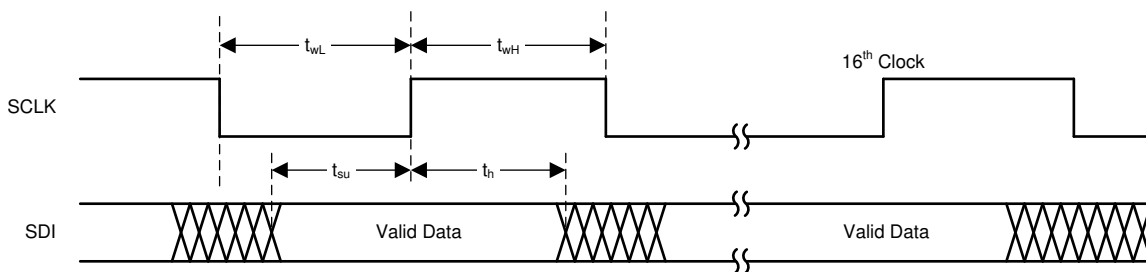 t_wL
t_wH
16th Clock
SCLK
t_su
t_h
SDI
Valid Data
Valid Data